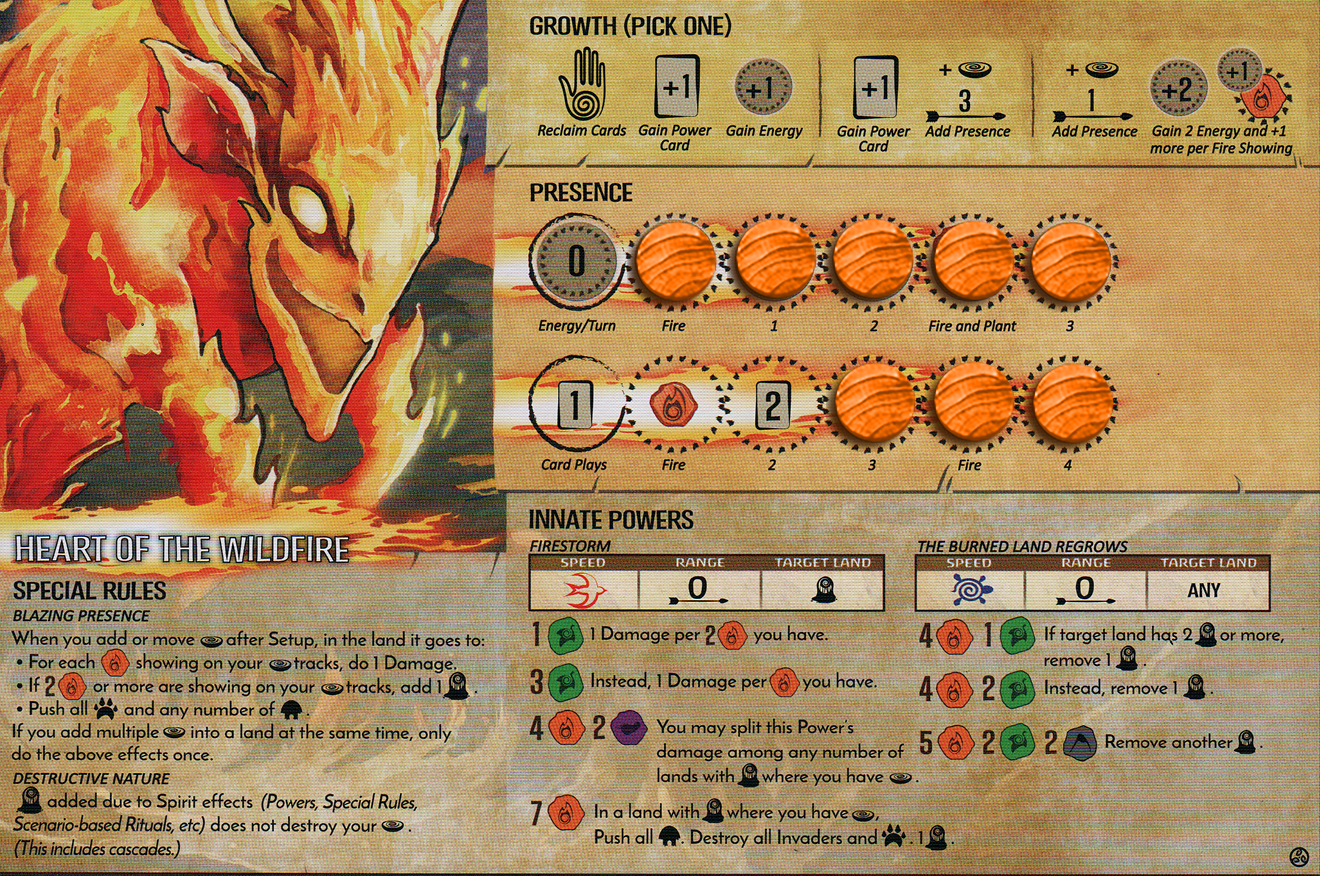 GROWTH (PICK ONE)
+1 +1 +1 + 3 + 1 +2 +1
Reclaim Cards Gain Power Card Gain Energy Gain Power Card Add Presence Add Presence Gain 2 Energy and +1 more per Fire Showing
PRESENCE
0
Energy/Turn Fire 1 2 Fire and Plant 3
1 2
Card Plays Fire 2 3 Fire 4
HEART OF THE WILDFIRE
SPECIAL RULES
BLAZING PRESENCE
When you add or move after Setup, in the land it goes to:
• For each showing on your tracks, do 1 Damage.
• If 2 or more are showing on your tracks, add 1 .
• Push all and any number of .
If you add multiple into a land at the same time, only
do the above effects once.
DESTRUCTIVE NATURE
added due to Spirit effects (Powers, Special Rules,
Scenario-based Rituals, etc) does not destroy your .
(This includes cascades.)
INNATE POWERS
FIRESTORM
SPEED RANGE TARGET LAND
0
1 1 Damage per 2 you have.
3 Instead, 1 Damage per you have.
4 2 You may split this Power's
damage among any number of
lands with where you have .
7 In a land with where you have ,
Push all . Destroy all Invaders and . 1 .
THE BURNED LAND REGROWS
SPEED RANGE TARGET LAND
0 ANY
4 1 If target land has 2 or more,
remove 1 .
4 2 Instead, remove 1 .
5 2 2 Remove another .